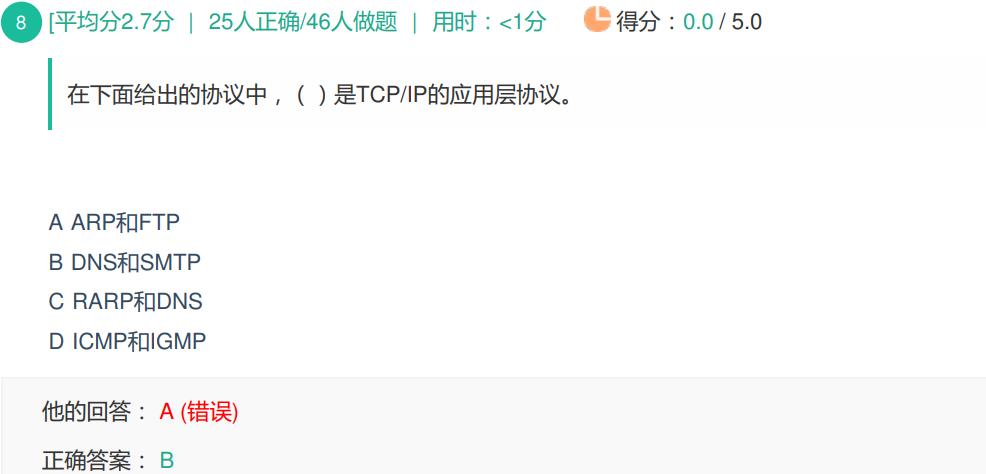 8 [平均分2.7分 | 25人正确/46人做题 | 用时：<1分 得分：0.0 / 5.0
在下面给出的协议中，（ ）是TCP/IP的应用层协议。
A ARP和FTP
B DNS和SMTP
C RARP和DNS
D ICMP和IGMP
他的回答： A (错误)
正确答案： B